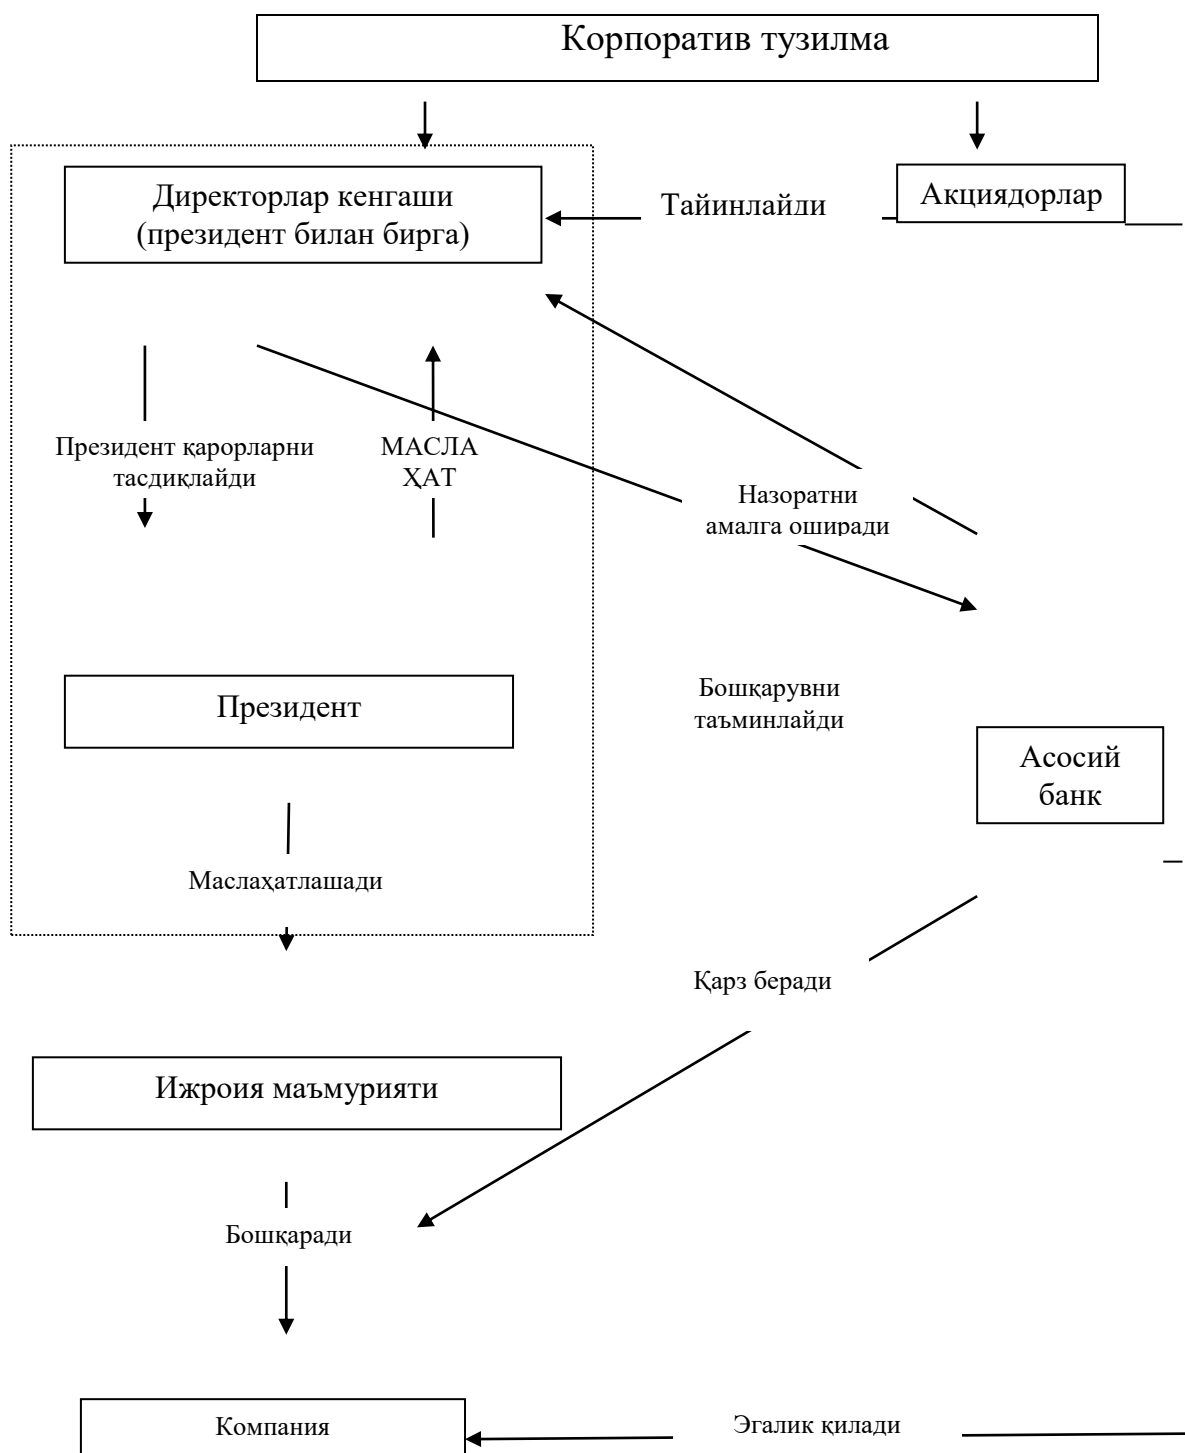 Корпоратив тузилма
Директорлар кенгаши
(президент билан бирга)
Тайинлайди
Акциядорлар
Президент қарорларни
тасдиқлайди
МАСЛА
ҲАТ
Назоратни
амалга оширади
Президент
Бошқарувни
таъминлайди
Асосий
банк
Маслаҳатлашади
Қарз беради
Ижроия маъмурияти
Бошқаради
Компания
Эгалик қилади